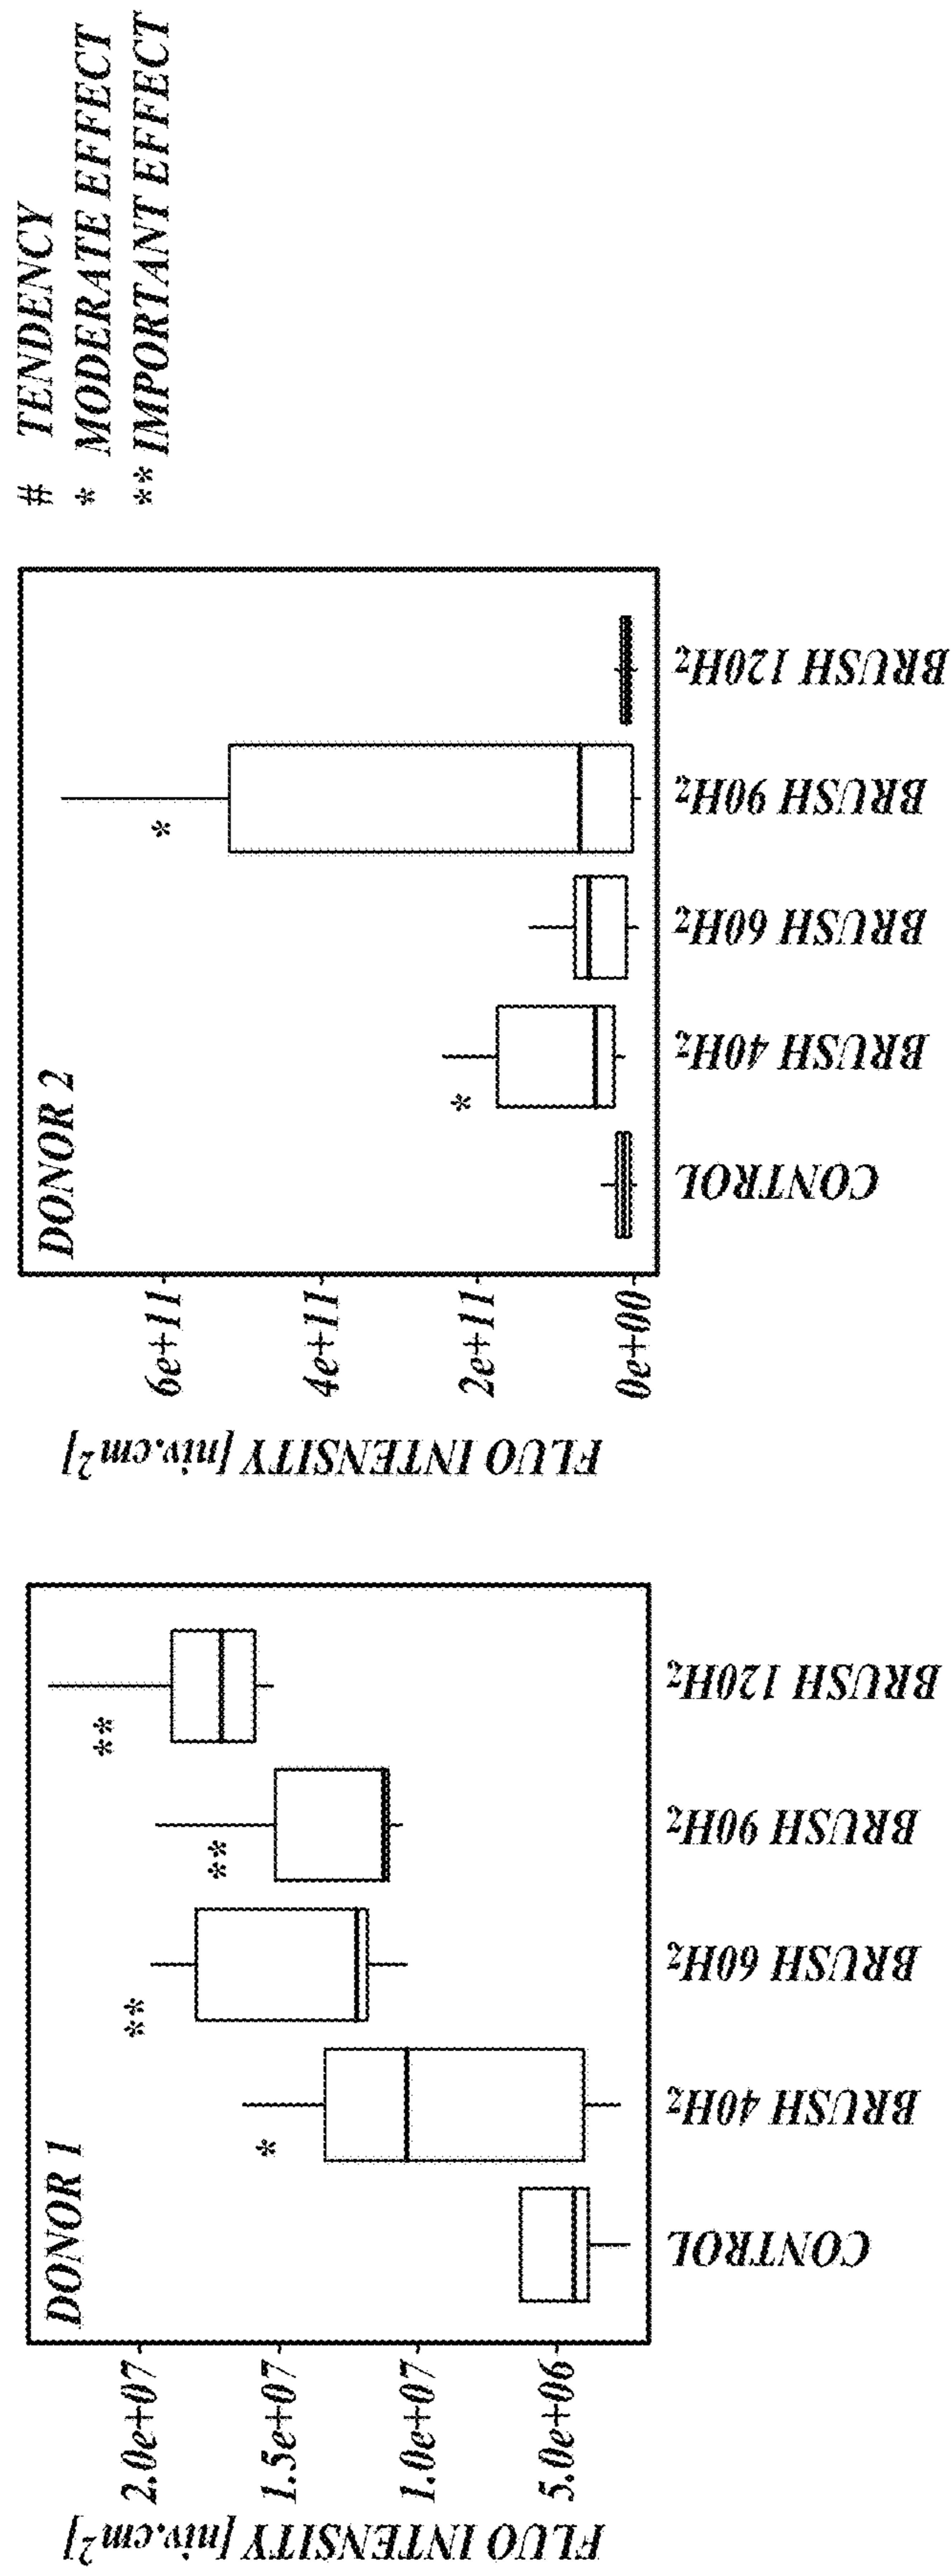 DONOR 1
FLUO INTENSITY [niv.cm²]
2.0e+07
1.5e+07
1.0e+07
5.0e+06
*
**
**
**
CONTROL
BRUSH 40Hz
BRUSH 60Hz
BRUSH 90Hz
BRUSH 120Hz
DONOR 2
FLUO INTENSITY [niv.cm²]
6e+11
4e+11
2e+11
0e+00
*
*
CONTROL
BRUSH 40Hz
BRUSH 60Hz
BRUSH 90Hz
BRUSH 120Hz
# TENDENCY
* MODERATE EFFECT
** IMPORTANT EFFECT